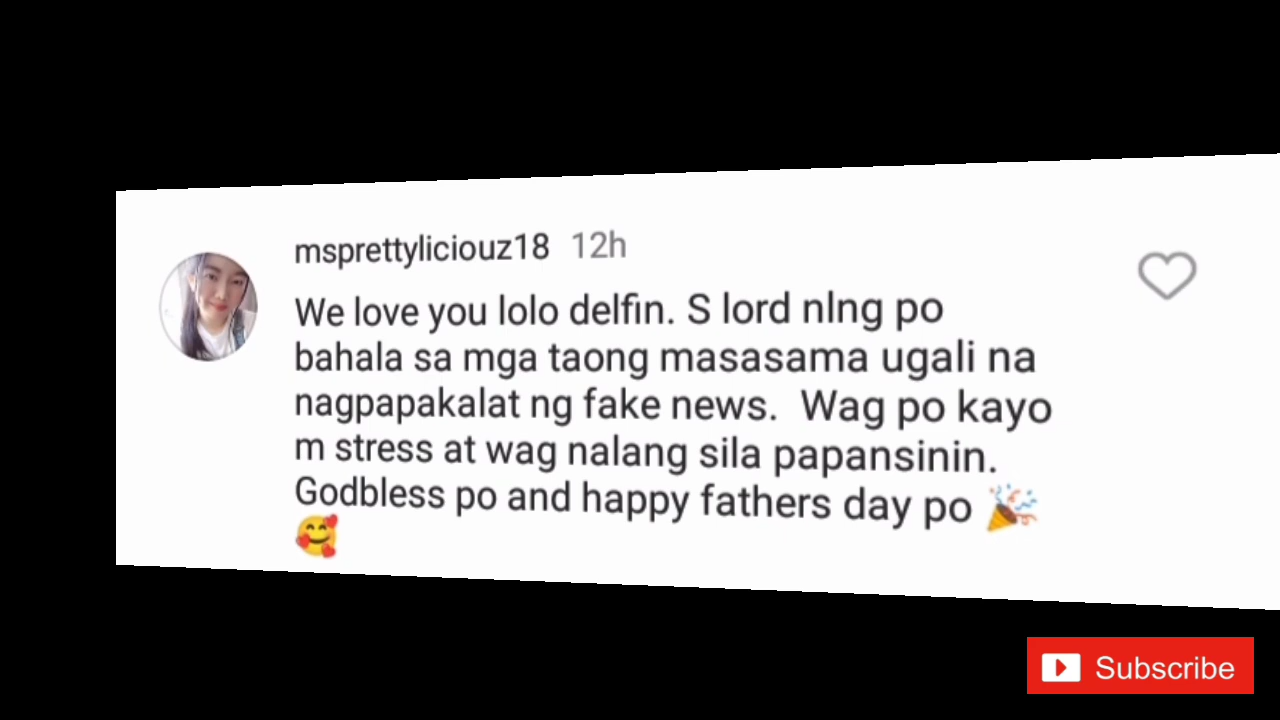 msprettyliciouz18 12h
We love you lolo delfin. S lord nlng po
bahala sa mga taong masasama ugali na
nagpapakalat ng fake news. Wag po kayo
m stress at wag nalang sila papansinin.
Godbless po and happy fathers day po 🎉
🥰
Subscribe